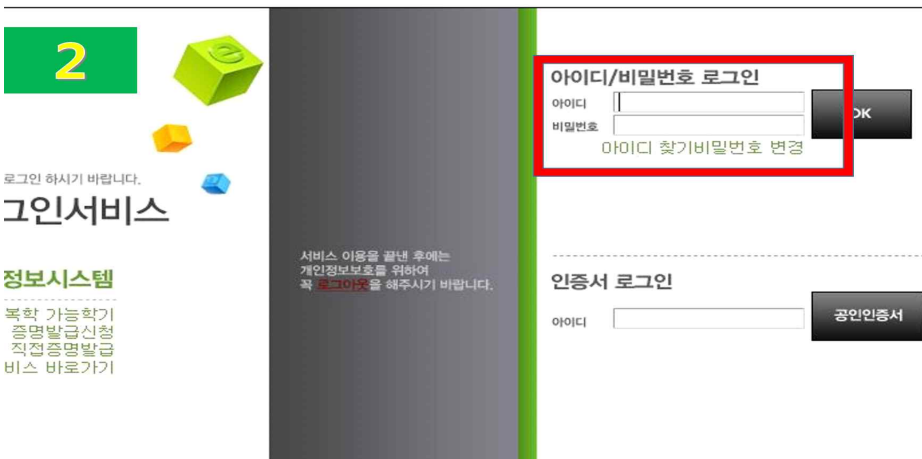 2
로그인 하시기 바랍니다.
그인서비스
정보시스템
복학 가능학기
증명발급신청
직접증명발급
비스 바로가기
서비스 이용을 끝낸 후에는
개인정보보호를 위하여
꼭 로그아웃을 해주시기 바랍니다.
아이디/비밀번호 로그인
아이디
비밀번호
OK
아이디 찾기비밀번호 변경
인증서 로그인
아이디
공인인증서